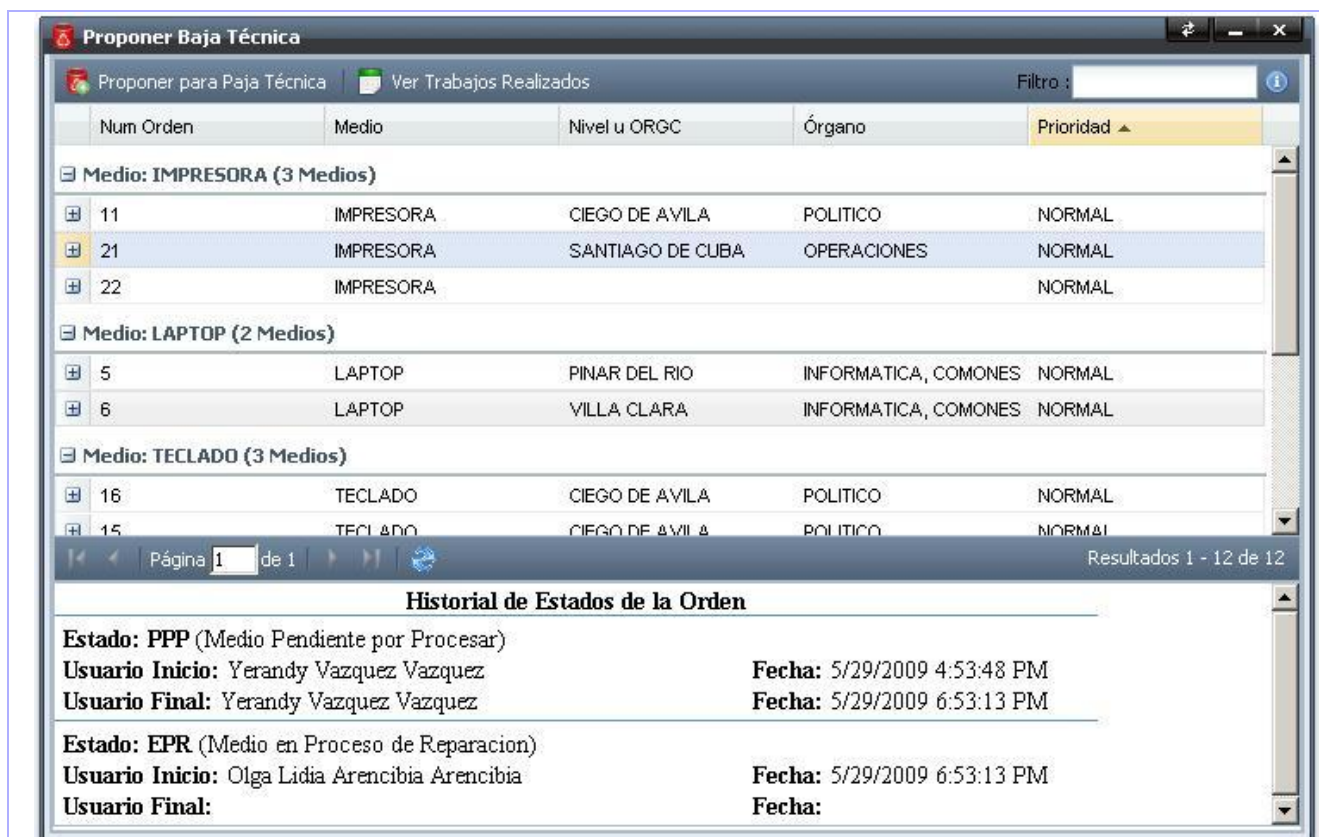 Proponer Baja Técnica
Proponer para Paja Técnica Ver Trabajos Realizados Filtro :
Num Orden Medio Nivel u ORGC Órgano Prioridad
Medio: IMPRESORA (3 Medios)
11 IMPRESORA CIEGO DE AVILA POLITICO NORMAL
21 IMPRESORA SANTIAGO DE CUBA OPERACIONES NORMAL
22 IMPRESORA NORMAL
Medio: LAPTOP (2 Medios)
5 LAPTOP PINAR DEL RIO INFORMATICA, COMONES NORMAL
6 LAPTOP VILLA CLARA INFORMATICA, COMONES NORMAL
Medio: TECLADO (3 Medios)
16 TECLADO CIEGO DE AVILA POLITICO NORMAL
15 TECLADO CIEGO DE AVILA POLITICO NORMAL
Página 1 de 1 Resultados 1 - 12 de 12
Historial de Estados de la Orden
Estado: PPP (Medio Pendiente por Procesar)
Usuario Inicio: Yerandy Vazquez Vazquez Fecha: 5/29/2009 4:53:48 PM
Usuario Final: Yerandy Vazquez Vazquez Fecha: 5/29/2009 6:53:13 PM
Estado: EPR (Medio en Proceso de Reparacion)
Usuario Inicio: Olga Lidia Arencibia Arencibia Fecha: 5/29/2009 6:53:13 PM
Usuario Final: Fecha: